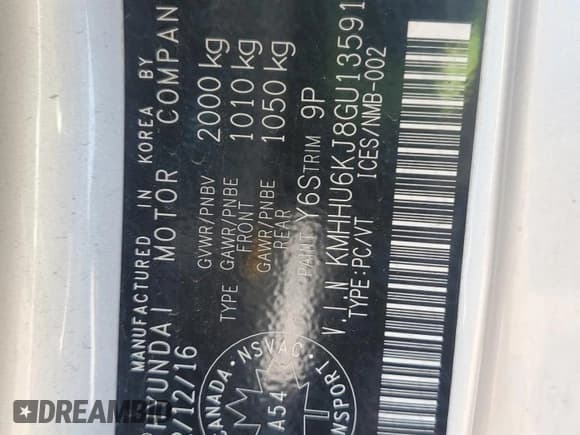 MANUFACTURED IN KOREA BY
YUNDAI MOTOR COMPAN
/12/16
GVWR/PNBV 2000 kg
TYPE GAWR/PNBE FRONT 1010 kg
GAWR/PNBE REAR 1050 kg
PAINT Y6S TRIM 9P
V.I.N KMHHU6KJ8GU13591
TYPE:PC/VT ICES/NMB-002
CANADA · NSVAC ·
A54
NSPORT
DREAMBID